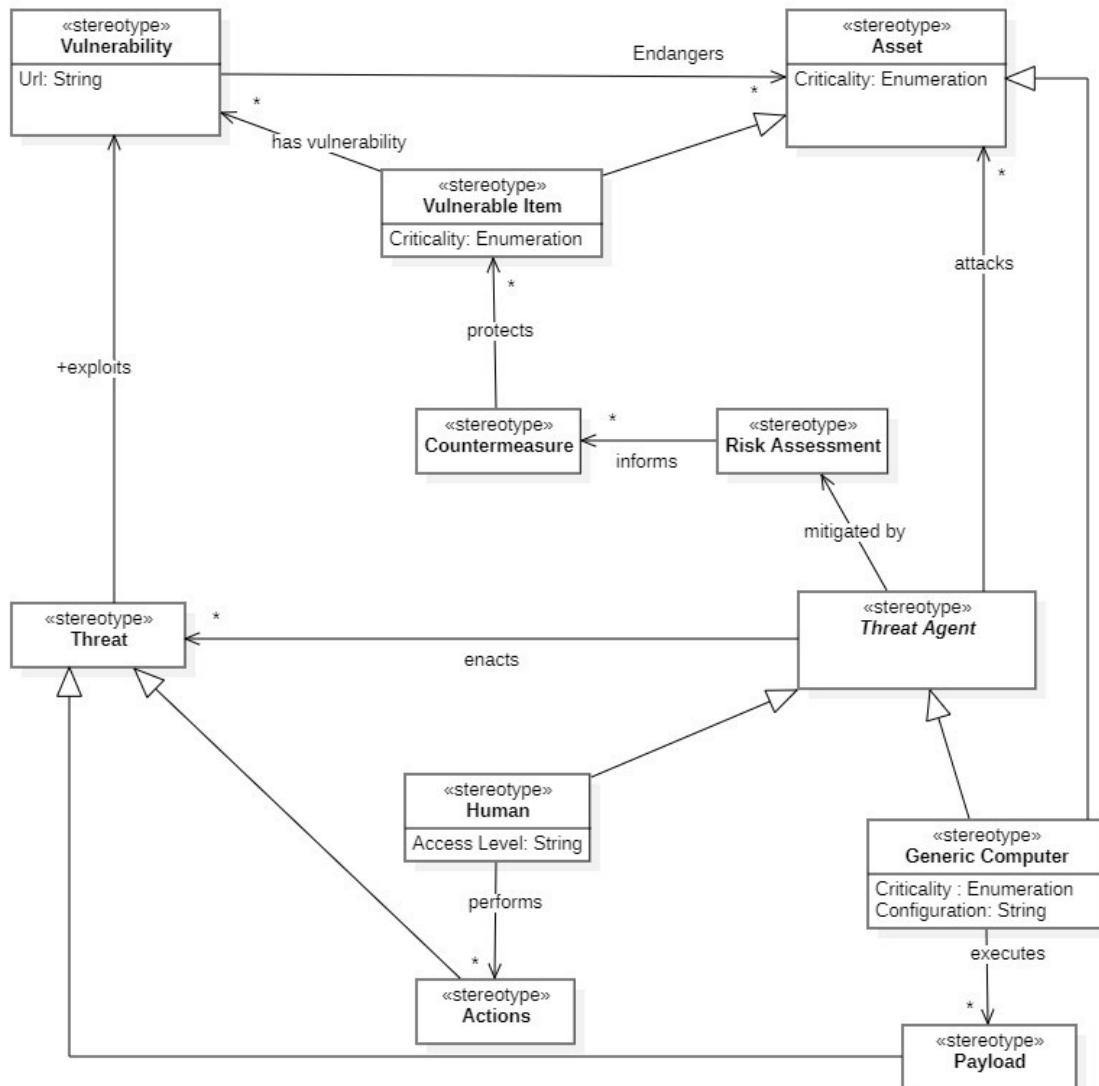 «stereotype»
Vulnerability
Url: String
Endangers
«stereotype»
Asset
Criticality: Enumeration
*
*
has vulnerability
«stereotype»
Vulnerable Item
Criticality: Enumeration
*
*
attacks
protects
+exploits
«stereotype»
Countermeasure
*
informs
«stereotype»
Risk Assessment
mitigated by
«stereotype»
Threat
*
enacts
«stereotype»
Threat Agent
«stereotype»
Human
Access Level: String
performs
*
«stereotype»
Generic Computer
Criticality : Enumeration
Configuration: String
executes
*
«stereotype»
Actions
«stereotype»
Payload